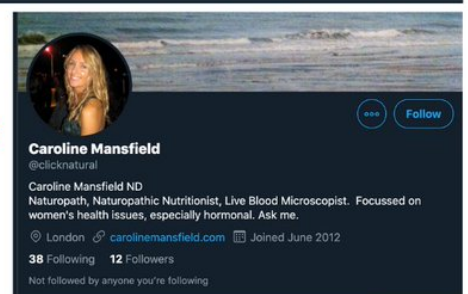 Follow
Caroline Mansfield
@clicknatural
Caroline Mansfield ND
Naturopath, Naturopathic Nutritionist, Live Blood Microscopist. Focussed on
women's health issues, especially hormonal. Ask me.
London carolinemansfield.com Joined June 2012
38 Following 12 Followers
Not followed by anyone you're following